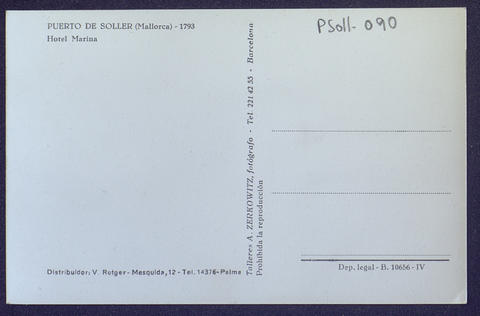 PUERTO DE SOLLER (Mallorca) - 1793
Hotel Marina
PSoll- 090
Talleres A. ZERKOWITZ, fotógrafo - Tel. 221 42 55 - Barcelona
Prohibida la reproducción
Distribuidor: V. Rotger - Mesquida, 12 - Tel. 14376 - Palma
Dep. legal - B. 10656 - IV